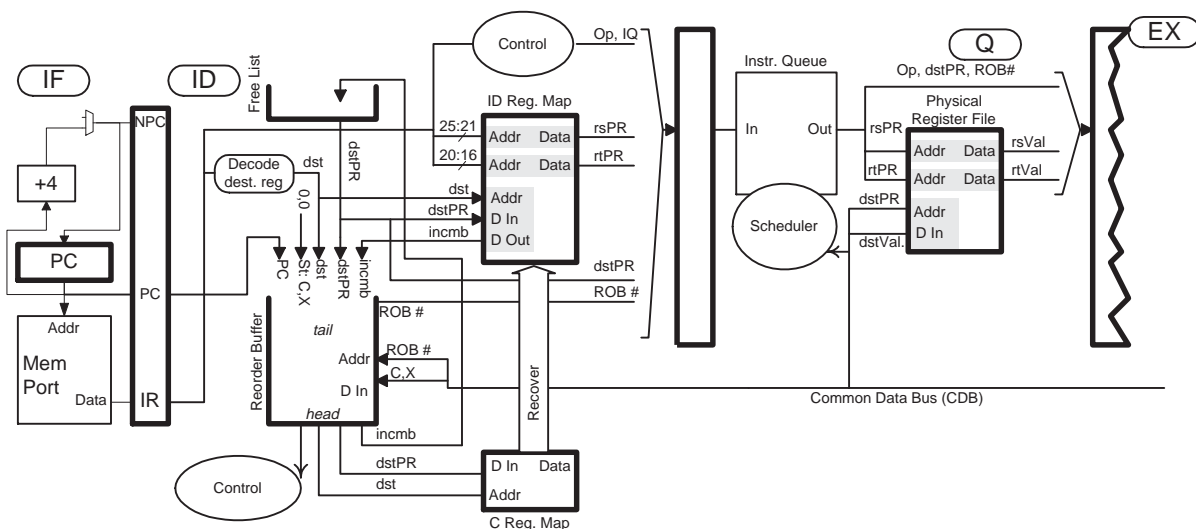 IF
ID
Q
EX
Free List
Control
Op, IQ
Instr. Queue
Op, dstPR, ROB#
NPC
ID Reg. Map
Physical
Register File
25:21
Addr
Data
rsPR
In
Out
rsPR
Addr
Data
rsVal
20:16
Addr
Data
rtPR
rtPR
Addr
Data
rtVal
+4
Decode
dest. reg
dst
dstPR
0,0
dst
Addr
dstPR
D In
incmb
D Out
Scheduler
dstPR
Addr
dstVal.
D In
PC
PC
St: C,X
dst
dstPR
incmb
dstPR
ROB #
PC
ROB #
tail
Reorder Buffer
Addr
Mem
Port
Data
IR
Addr
ROB #
C,X
D In
head
Recover
Common Data Bus (CDB)
incmb
Control
dstPR
D In
Data
dst
Addr
C Reg. Map